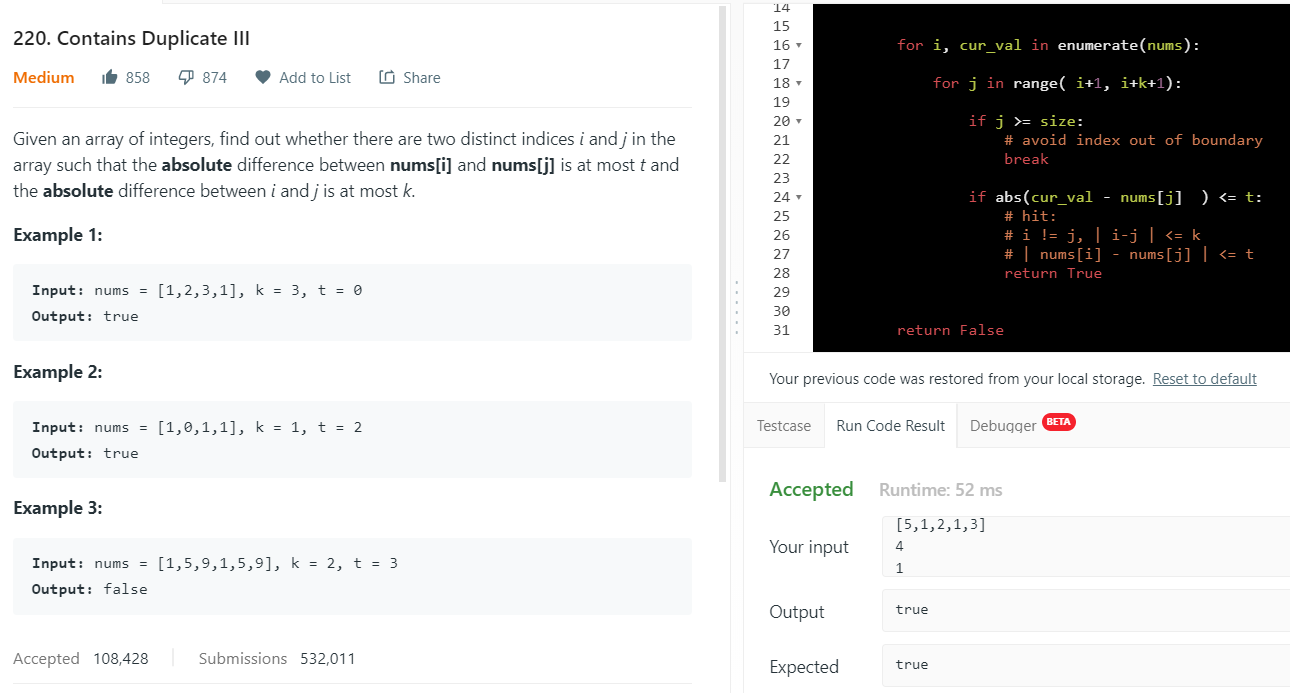 220. Contains Duplicate III
Medium 858 874 Add to List Share
Given an array of integers, find out whether there are two distinct indices i and j in the
array such that the absolute difference between nums[i] and nums[j] is at most t and
the absolute difference between i and j is at most k.
Example 1:
Input: nums = [1,2,3,1], k = 3, t = 0
Output: true
Example 2:
Input: nums = [1,0,1,1], k = 1, t = 2
Output: true
Example 3:
Input: nums = [1,5,9,1,5,9], k = 2, t = 3
Output: false
Accepted 108,428 Submissions 532,011
14
15
16 for i, cur_val in enumerate(nums):
17
18 for j in range( i+1, i+k+1):
19
20 if j >= size:
21 # avoid index out of boundary
22 break
23
24 if abs(cur_val - nums[j]  ) <= t:
25 # hit:
26 # i != j, | i-j | <= k
27 # | nums[i] - nums[j] | <= t
28 return True
29
30
31 return False
Your previous code was restored from your local storage. Reset to default
Testcase Run Code Result Debugger BETA
Accepted Runtime: 52 ms
Your input
[5,1,2,1,3]
4
1
Output true
Expected true